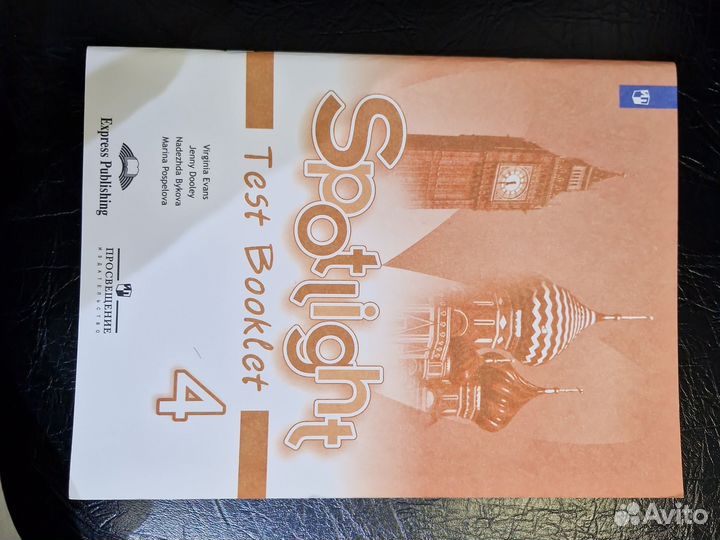 Spotlight
Test Booklet
4
Virginia Evans
Jenny Dooley
Nadezhda Bykova
Marina Pospelova
Express Publishing
ПРОСВЕЩЕНИЕ
ИЗДАТЕЛЬСТВО
Avito